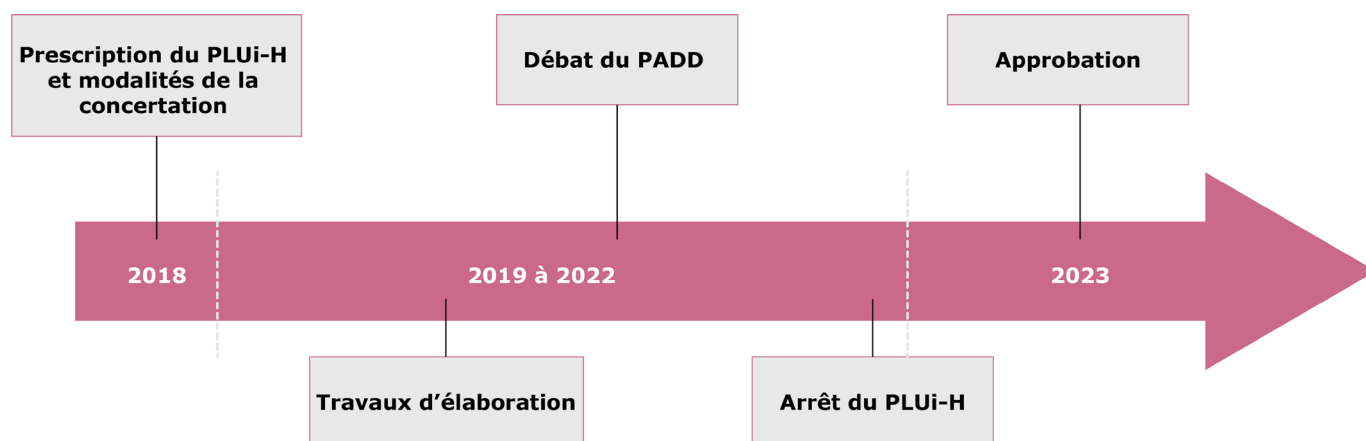 Prescription du PLUi-H
et modalités de la
concertation
Débat du PADD
Approbation
2018
2019 à 2022
2023
Travaux d’élaboration
Arrêt du PLUi-H